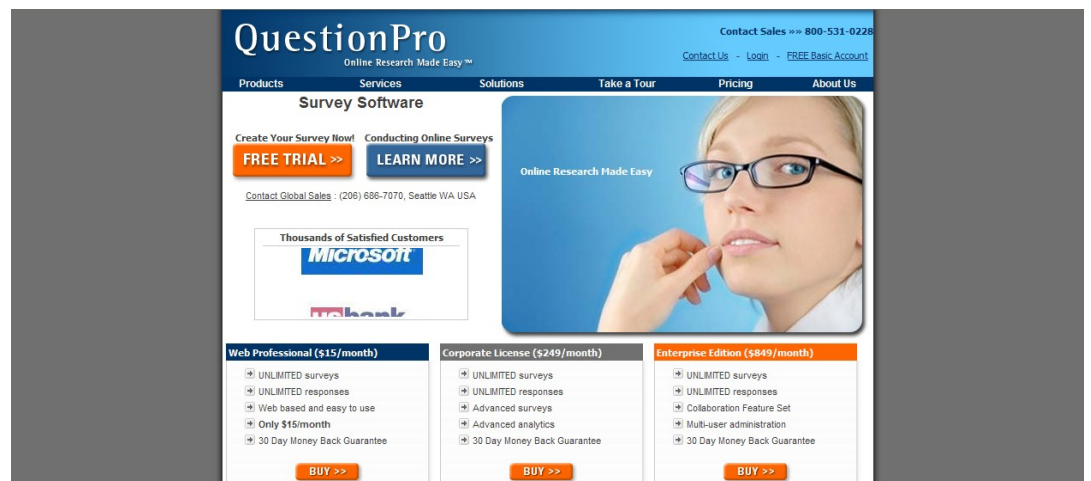 QuestionPro
Online Research Made Easy™
Contact Sales »» 800-531-0228
Contact Us - Login - FREE Basic Account
Products Services Solutions Take a Tour Pricing About Us
Survey Software
Create Your Survey Now! Conducting Online Surveys
FREE TRIAL >> LEARN MORE >>
Contact Global Sales : (206) 686-7070, Seattle WA USA
Online Research Made Easy
Thousands of Satisfied Customers
Microsoft
usbank
Web Professional ($15/month)
UNLIMITED surveys
UNLIMITED responses
Web based and easy to use
Only $15/month
30 Day Money Back Guarantee
BUY >>
Corporate License ($249/month)
UNLIMITED surveys
UNLIMITED responses
Advanced surveys
Advanced analytics
30 Day Money Back Guarantee
BUY >>
Enterprise Edition ($849/month)
UNLIMITED surveys
UNLIMITED responses
Collaboration Feature Set
Multi-user administration
30 Day Money Back Guarantee
BUY >>